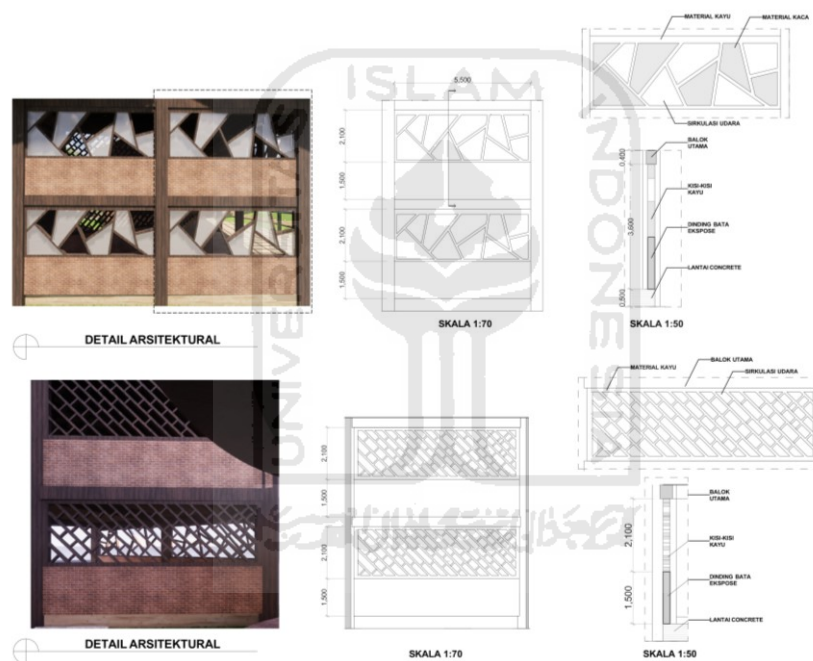 MATERIAL KAYU
MATERIAL KACA
SIRKULASI UDARA
5,500
2,100
1,500
2,100
1,500
BALOK
UTAMA
KISI-KISI
KAYU
DINDING BATA
EKSPOSE
LANTAI CONCRETE
0,400
3,600
0,500
SKALA 1:70
SKALA 1:50
DETAIL ARSITEKTURAL
MATERIAL KAYU
BALOK UTAMA
SIRKULASI UDARA
2,100
1,500
2,100
1,500
BALOK
UTAMA
KISI-KISI
KAYU
DINDING BATA
EKSPOSE
LANTAI CONCRETE
2,100
1,500
DETAIL ARSITEKTURAL
SKALA 1:70
SKALA 1:50
UNIVERSITAS
ISLAM
INDONESIA